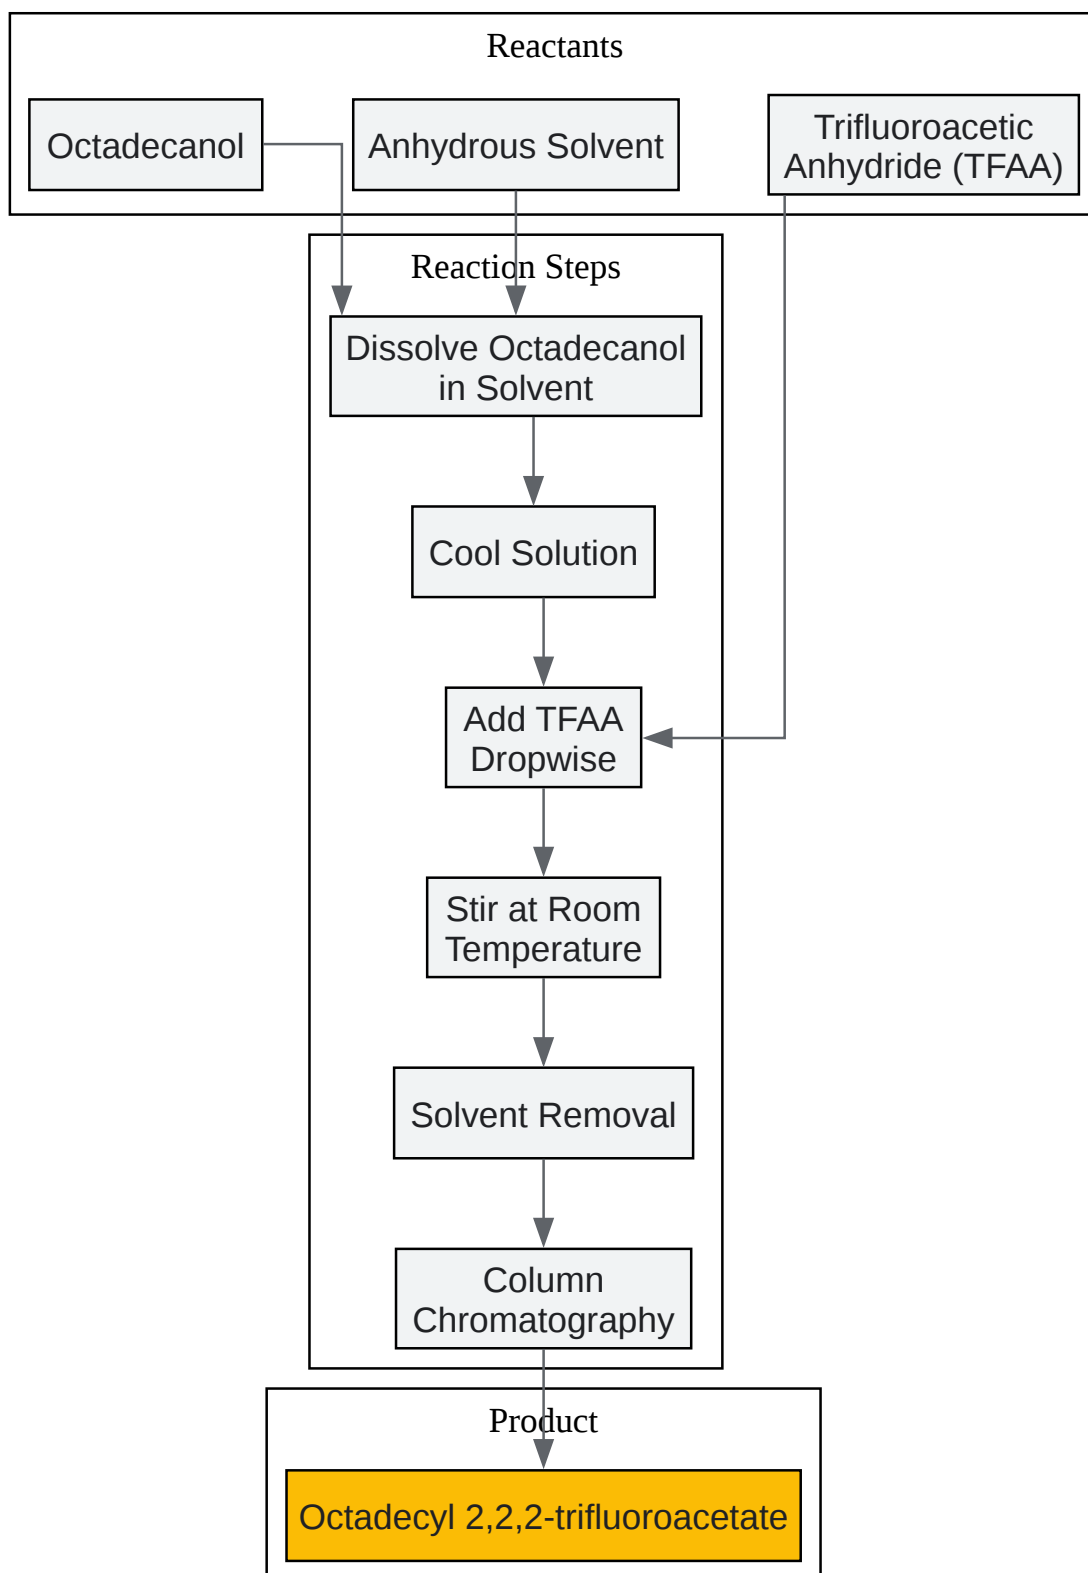 Reactants
Octadecanol
Anhydrous Solvent
Trifluoroacetic
Anhydride (TFAA)
Reaction Steps
Dissolve Octadecanol
in Solvent
Cool Solution
Add TFAA
Dropwise
Stir at Room
Temperature
Solvent Removal
Column
Chromatography
Product
Octadecyl 2,2,2-trifluoroacetate